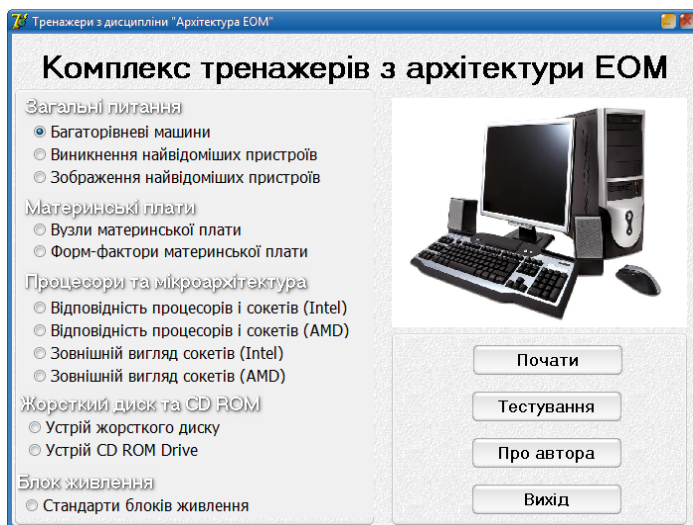 Тренажери з дисципліни "Архітектура ЕОМ"
Комплекс тренажерів з архітектури ЕОМ
Загальні питання
Багаторівневі машини
Виникнення найвідоміших пристроїв
Зображення найвідоміших пристроїв
Материнські плати
Вузли материнської плати
Форм-фактори материнської плати
Процесори та мікроархітектура
Відповідність процесорів і сокетів (Intel)
Відповідність процесорів і сокетів (AMD)
Зовнішній вигляд сокетів (Intel)
Зовнішній вигляд сокетів (AMD)
Жорсткий диск та CD ROM
Устрій жорсткого диску
Устрій CD ROM Drive
Блок живлення
Стандарти блоків живлення
Почати
Тестування
Про автора
Вихід